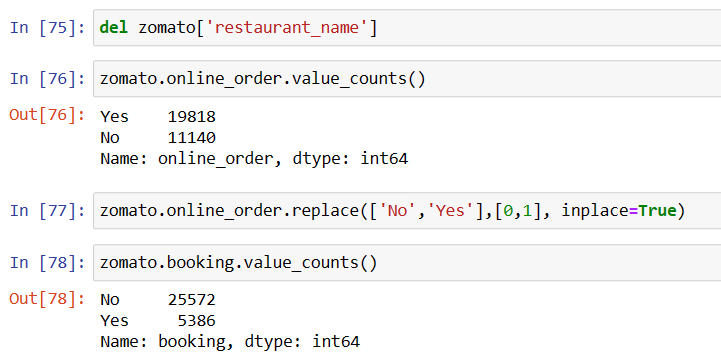 In [75]: del zomato['restaurant_name']
In [76]: zomato.online_order.value_counts()
Out[76]: Yes    19818
No     11140
Name: online_order, dtype: int64
In [77]: zomato.online_order.replace(['No','Yes'],[0,1], inplace=True)
In [78]: zomato.booking.value_counts()
Out[78]: No     25572
Yes     5386
Name: booking, dtype: int64